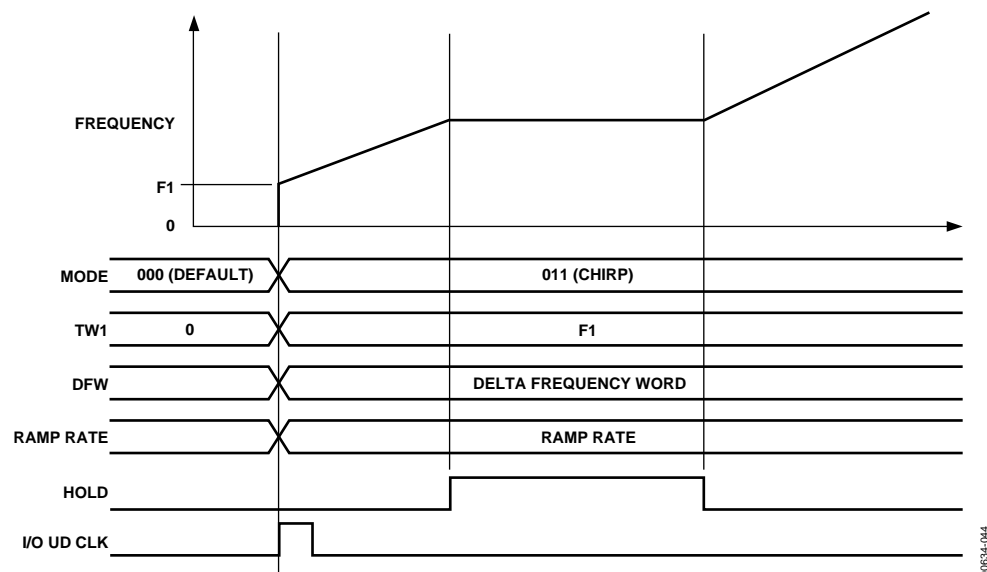 FREQUENCY
F1
0
MODE 000 (DEFAULT) 011 (CHIRP)
TW1 0 F1
DFW DELTA FREQUENCY WORD
RAMP RATE RAMP RATE
HOLD
I/O UD CLK